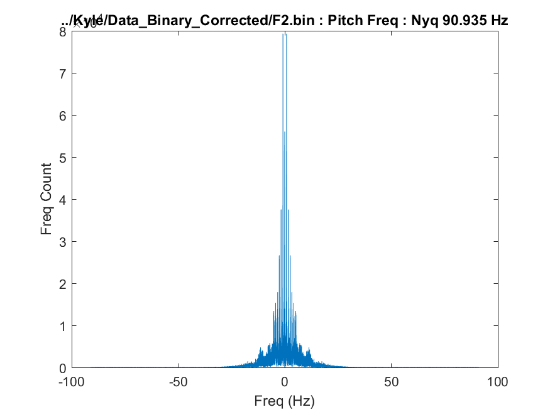 ../Kyle/Data_Binary_Corrected/F2.bin : Pitch Freq : Nyq 90.935 Hz
8
7
6
5
4
3
2
1
0
Freq Count
-100 -50 0 50 100
Freq (Hz)